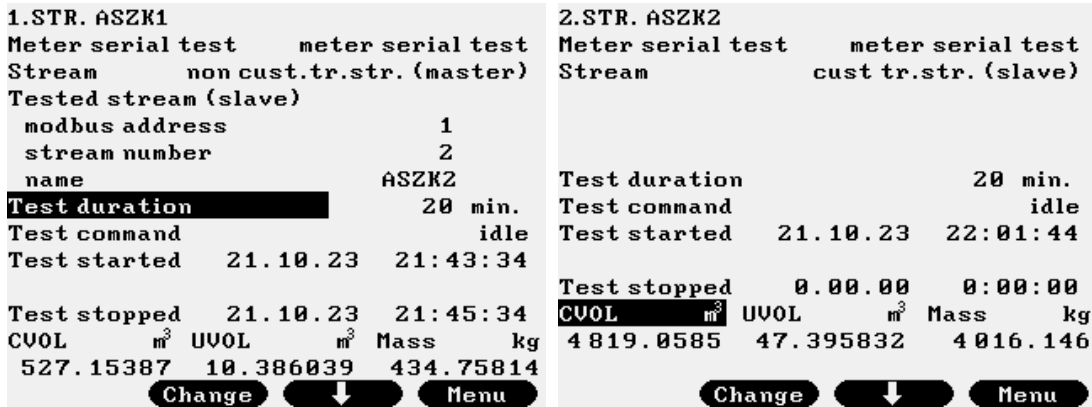 1.STR. ASZK1
Meter serial test meter serial test
Stream non cust.tr.str. (master)
Tested stream (slave)
modbus address 1
stream number 2
name ASZK2
Test duration 20 min.
Test command idle
Test started 21.10.23 21:43:34
Test stopped 21.10.23 21:45:34
CVOL m³ UVOL m³ Mass kg
527.15387 10.386039 434.75814
Change ⬇ Menu
2.STR. ASZK2
Meter serial test meter serial test
Stream cust tr.str. (slave)
Test duration 20 min.
Test command idle
Test started 21.10.23 22:01:44
Test stopped 0.00.00 0:00:00
CVOL m³ UVOL m³ Mass kg
4819.0585 47.395832 4016.146
Change ⬇ Menu